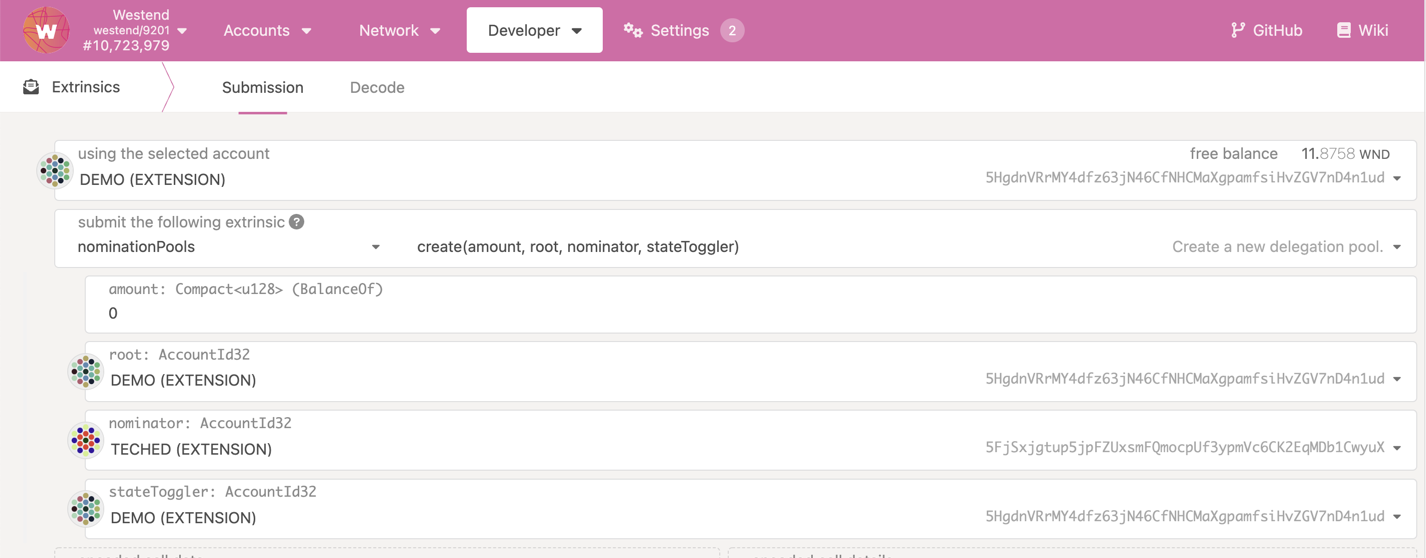 Westend
westend/9201
#10,723,979
Accounts
Network
Developer
Settings 2
GitHub
Wiki
W
Extrinsics
Submission
Decode
using the selected account
DEMO (EXTENSION)
free balance 11.8758 WND
5HgdnVRrMY4dfz63jN46CfNHCMaXgpamfsiHvZGV7nD4n1ud
submit the following extrinsic ?
nominationPools
create(amount, root, nominator, stateToggler)
Create a new delegation pool.
amount: Compact<u128> (BalanceOf)
0
root: AccountId32
DEMO (EXTENSION)
5HgdnVRrMY4dfz63jN46CfNHCMaXgpamfsiHvZGV7nD4n1ud
nominator: AccountId32
TECHED (EXTENSION)
5FjSxjgtup5jpFZUxsmFQmocpUf3ypmVc6CK2EqMDb1CwyuX
stateToggler: AccountId32
DEMO (EXTENSION)
5HgdnVRrMY4dfz63jN46CfNHCMaXgpamfsiHvZGV7nD4n1ud